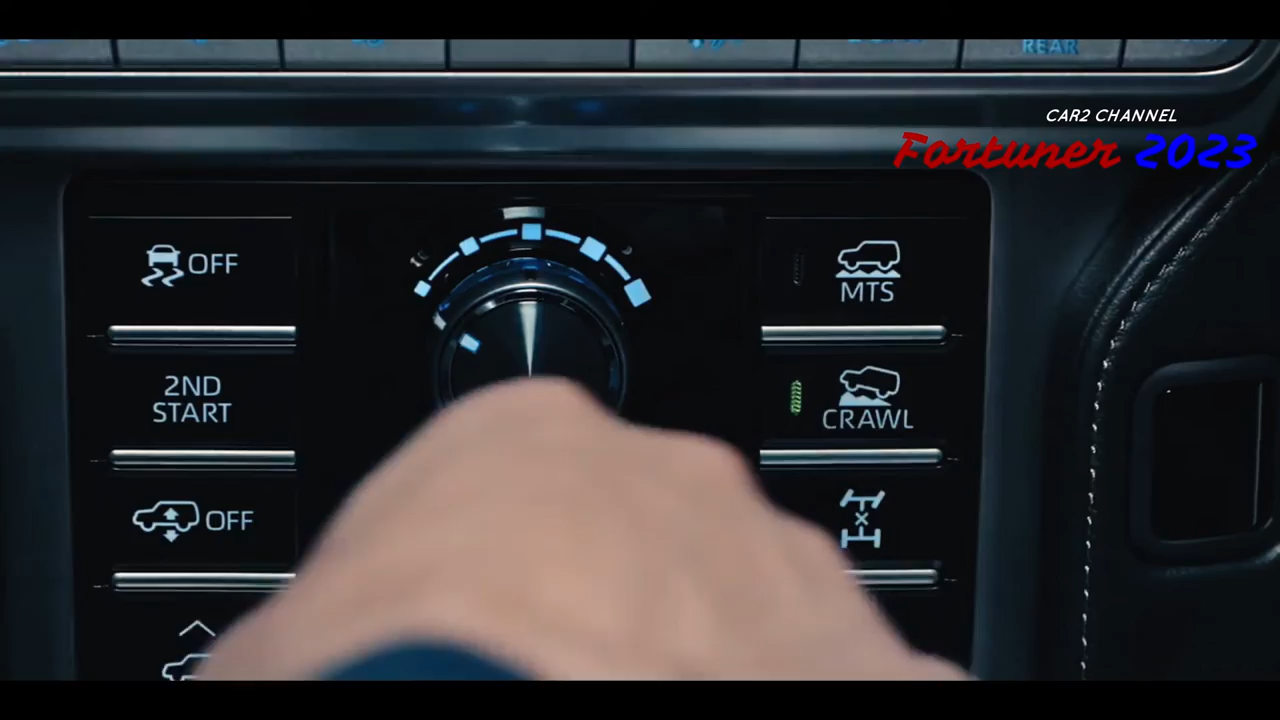 REAR
CAR2 CHANNEL
Fortuner 2023
OFF
MTS
2ND
START
CRAWL
OFF